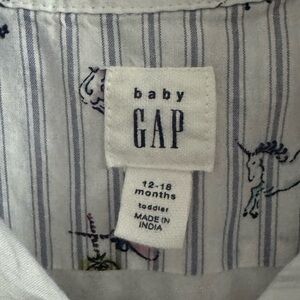 baby
GAP
12-18
months
toddler
MADE IN
INDIA